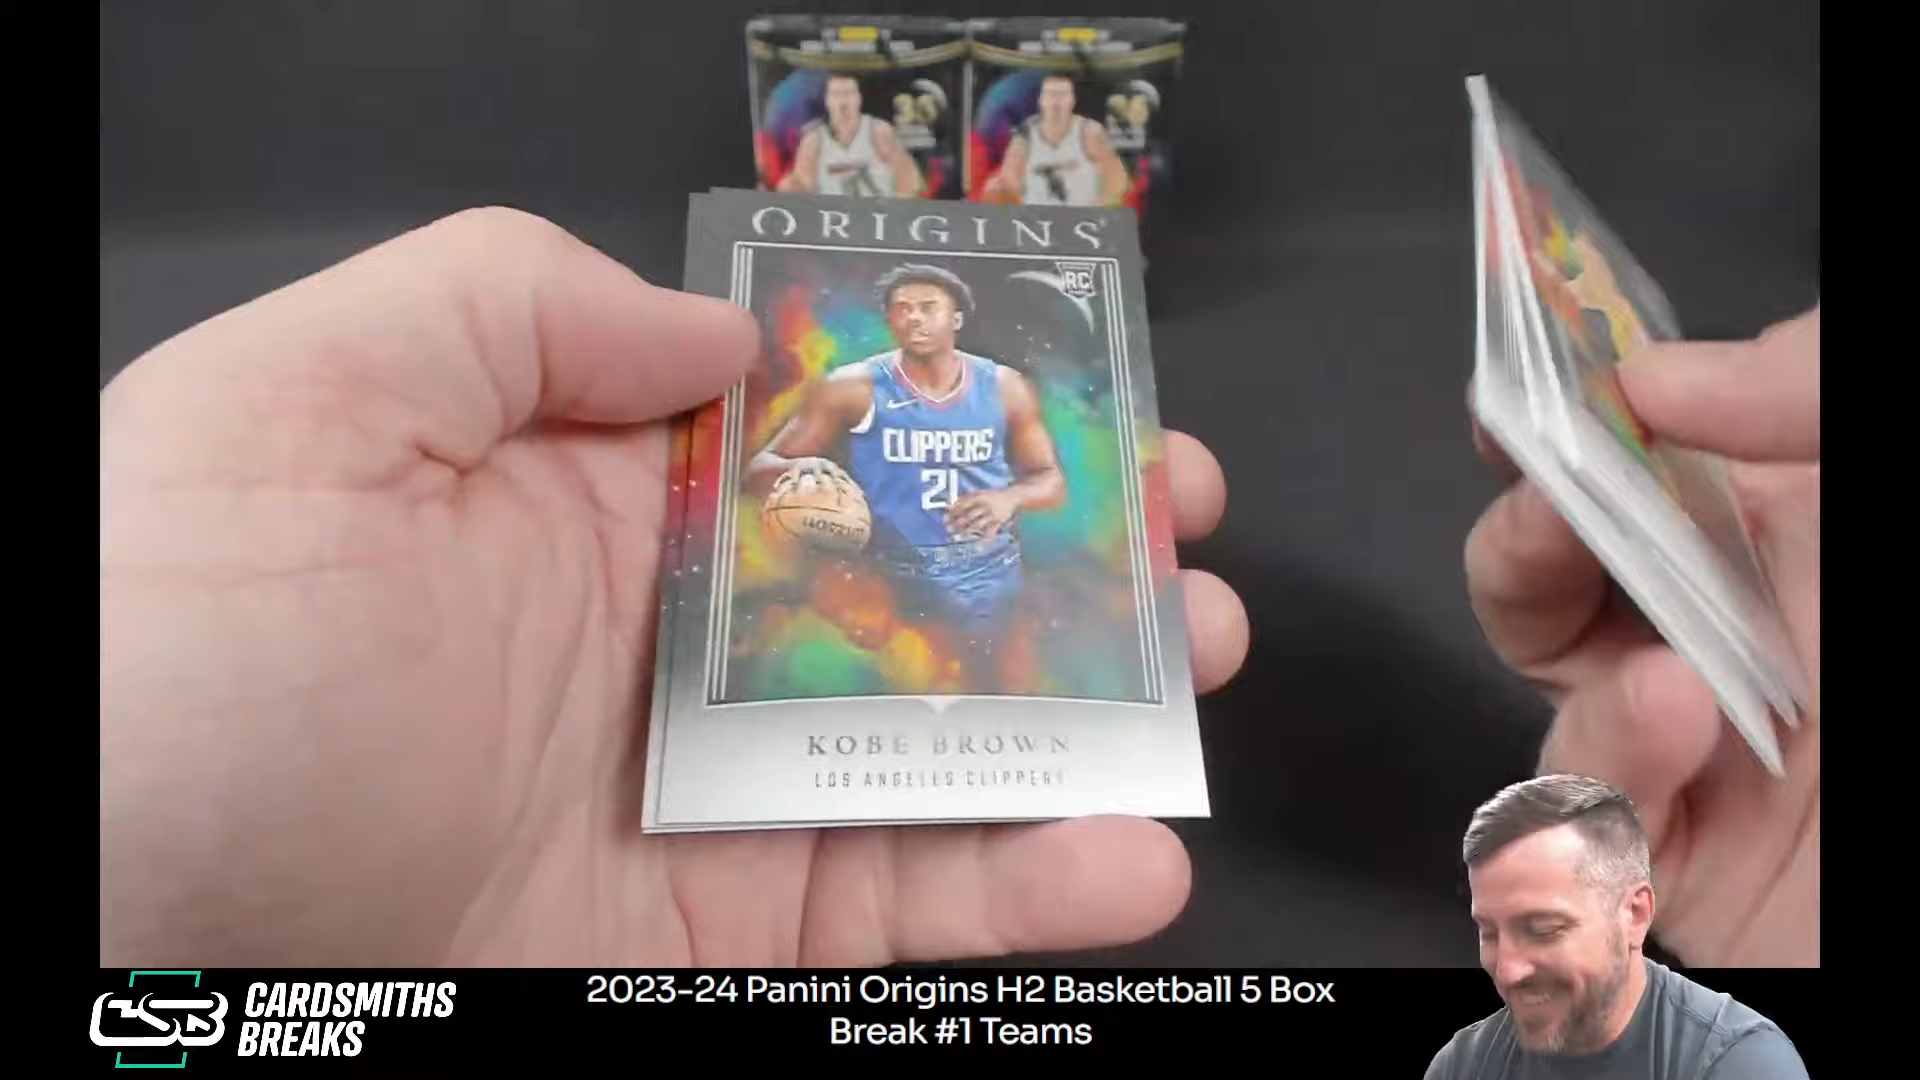 ORIGINS
RC
CLIPPERS
21
KOBE BROWN
LOS ANGELES CLIPPERS
CARDSMITHS
BREAKS
2023-24 Panini Origins H2 Basketball 5 Box
Break #1 Teams